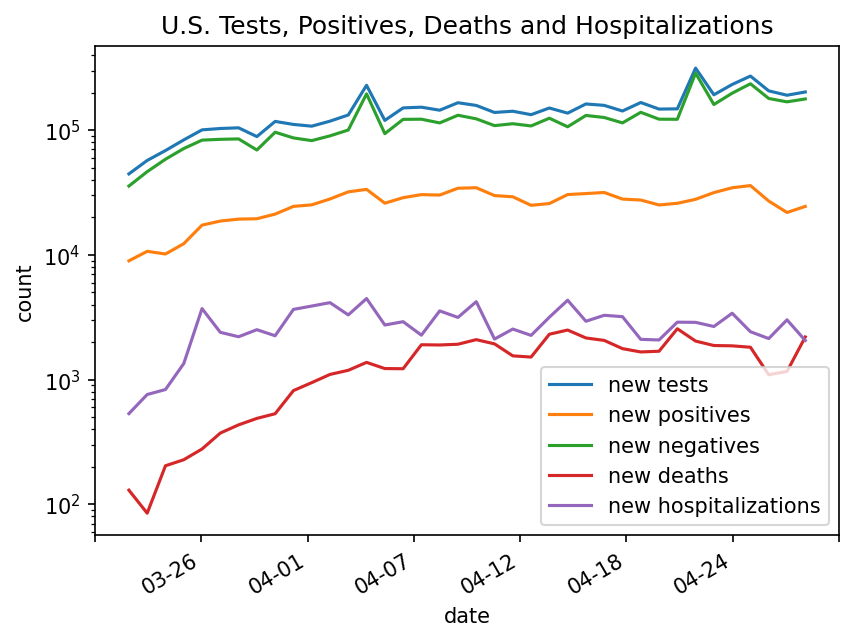 U.S. Tests, Positives, Deaths and Hospitalizations
count
10^5
10^4
10^3
10^2
new tests
new positives
new negatives
new deaths
new hospitalizations
03-26
04-01
04-07
04-12
04-18
04-24
date